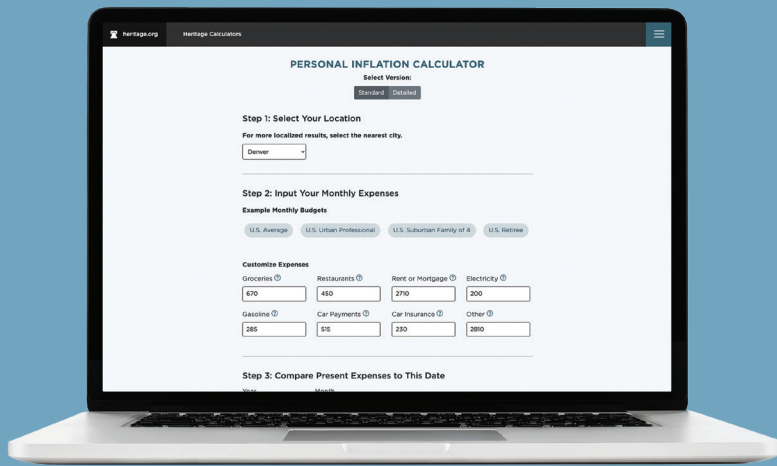 heritage.org Heritage Calculators
PERSONAL INFLATION CALCULATOR
Select Version:
Standard Detailed
Step 1: Select Your Location
For more localized results, select the nearest city.
Denver
Step 2: Input Your Monthly Expenses
Example Monthly Budgets
U.S. Average U.S. Urban Professional U.S. Suburban Family of 4 U.S. Retiree
Customize Expenses
Groceries Restaurants Rent or Mortgage Electricity
670 450 2710 200
Gasoline Car Payments Car Insurance Other
285 515 230 2810
Step 3: Compare Present Expenses to This Date
Year Month